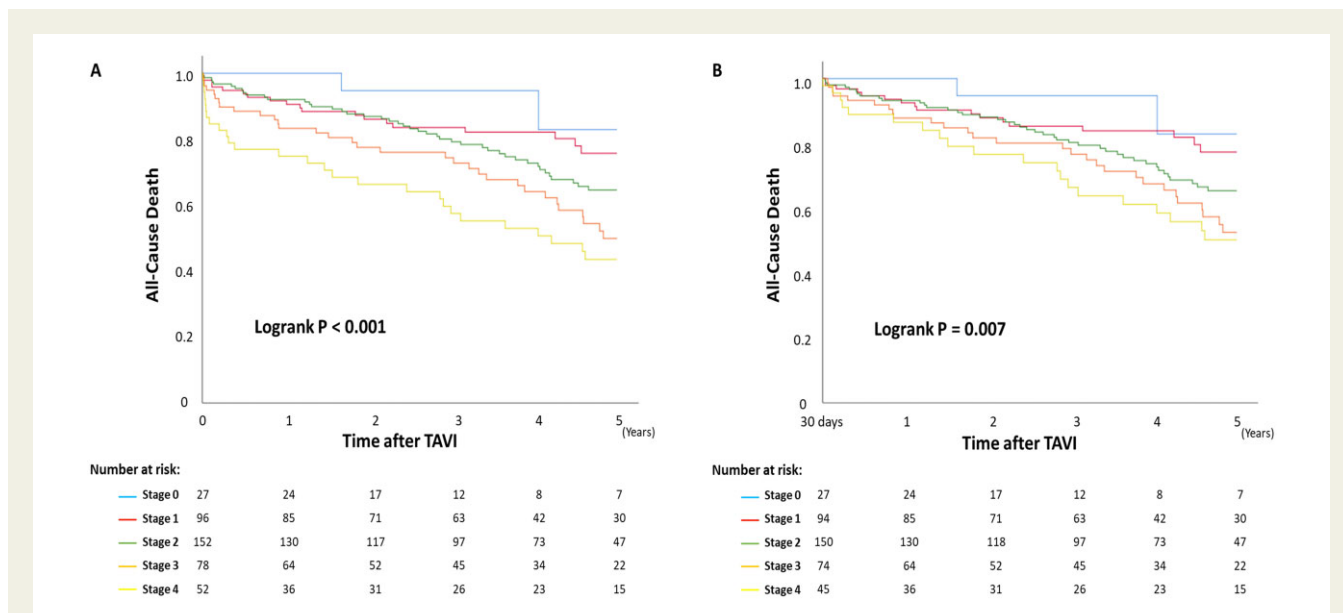 A
1.0
0.8
0.6
0.4
0.2
0
All-Cause Death
Logrank P < 0.001
0 1 2 3 4 5
(Years)
Time after TAVI
Number at risk:
Stage 0 27 24 17 12 8 7
Stage 1 96 85 71 63 42 30
Stage 2 152 130 117 97 73 47
Stage 3 78 64 52 45 34 22
Stage 4 52 36 31 26 23 15
B
1.0
0.8
0.6
0.4
0.2
0
All-Cause Death
Logrank P = 0.007
30 days 1 2 3 4 5
(Years)
Time after TAVI
Number at risk:
Stage 0 27 24 17 12 8 7
Stage 1 94 85 71 63 42 30
Stage 2 150 130 118 97 73 47
Stage 3 74 64 52 45 34 22
Stage 4 45 36 31 26 23 15